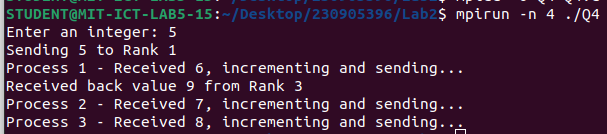 STUDENT@MIT-ICT-LAB5-15:~/Desktop/230905396/Lab2$ mpirun -n 4 ./Q4
Enter an integer: 5
Sending 5 to Rank 1
Process 1 - Received 6, incrementing and sending...
Received back value 9 from Rank 3
Process 2 - Received 7, incrementing and sending...
Process 3 - Received 8, incrementing and sending...